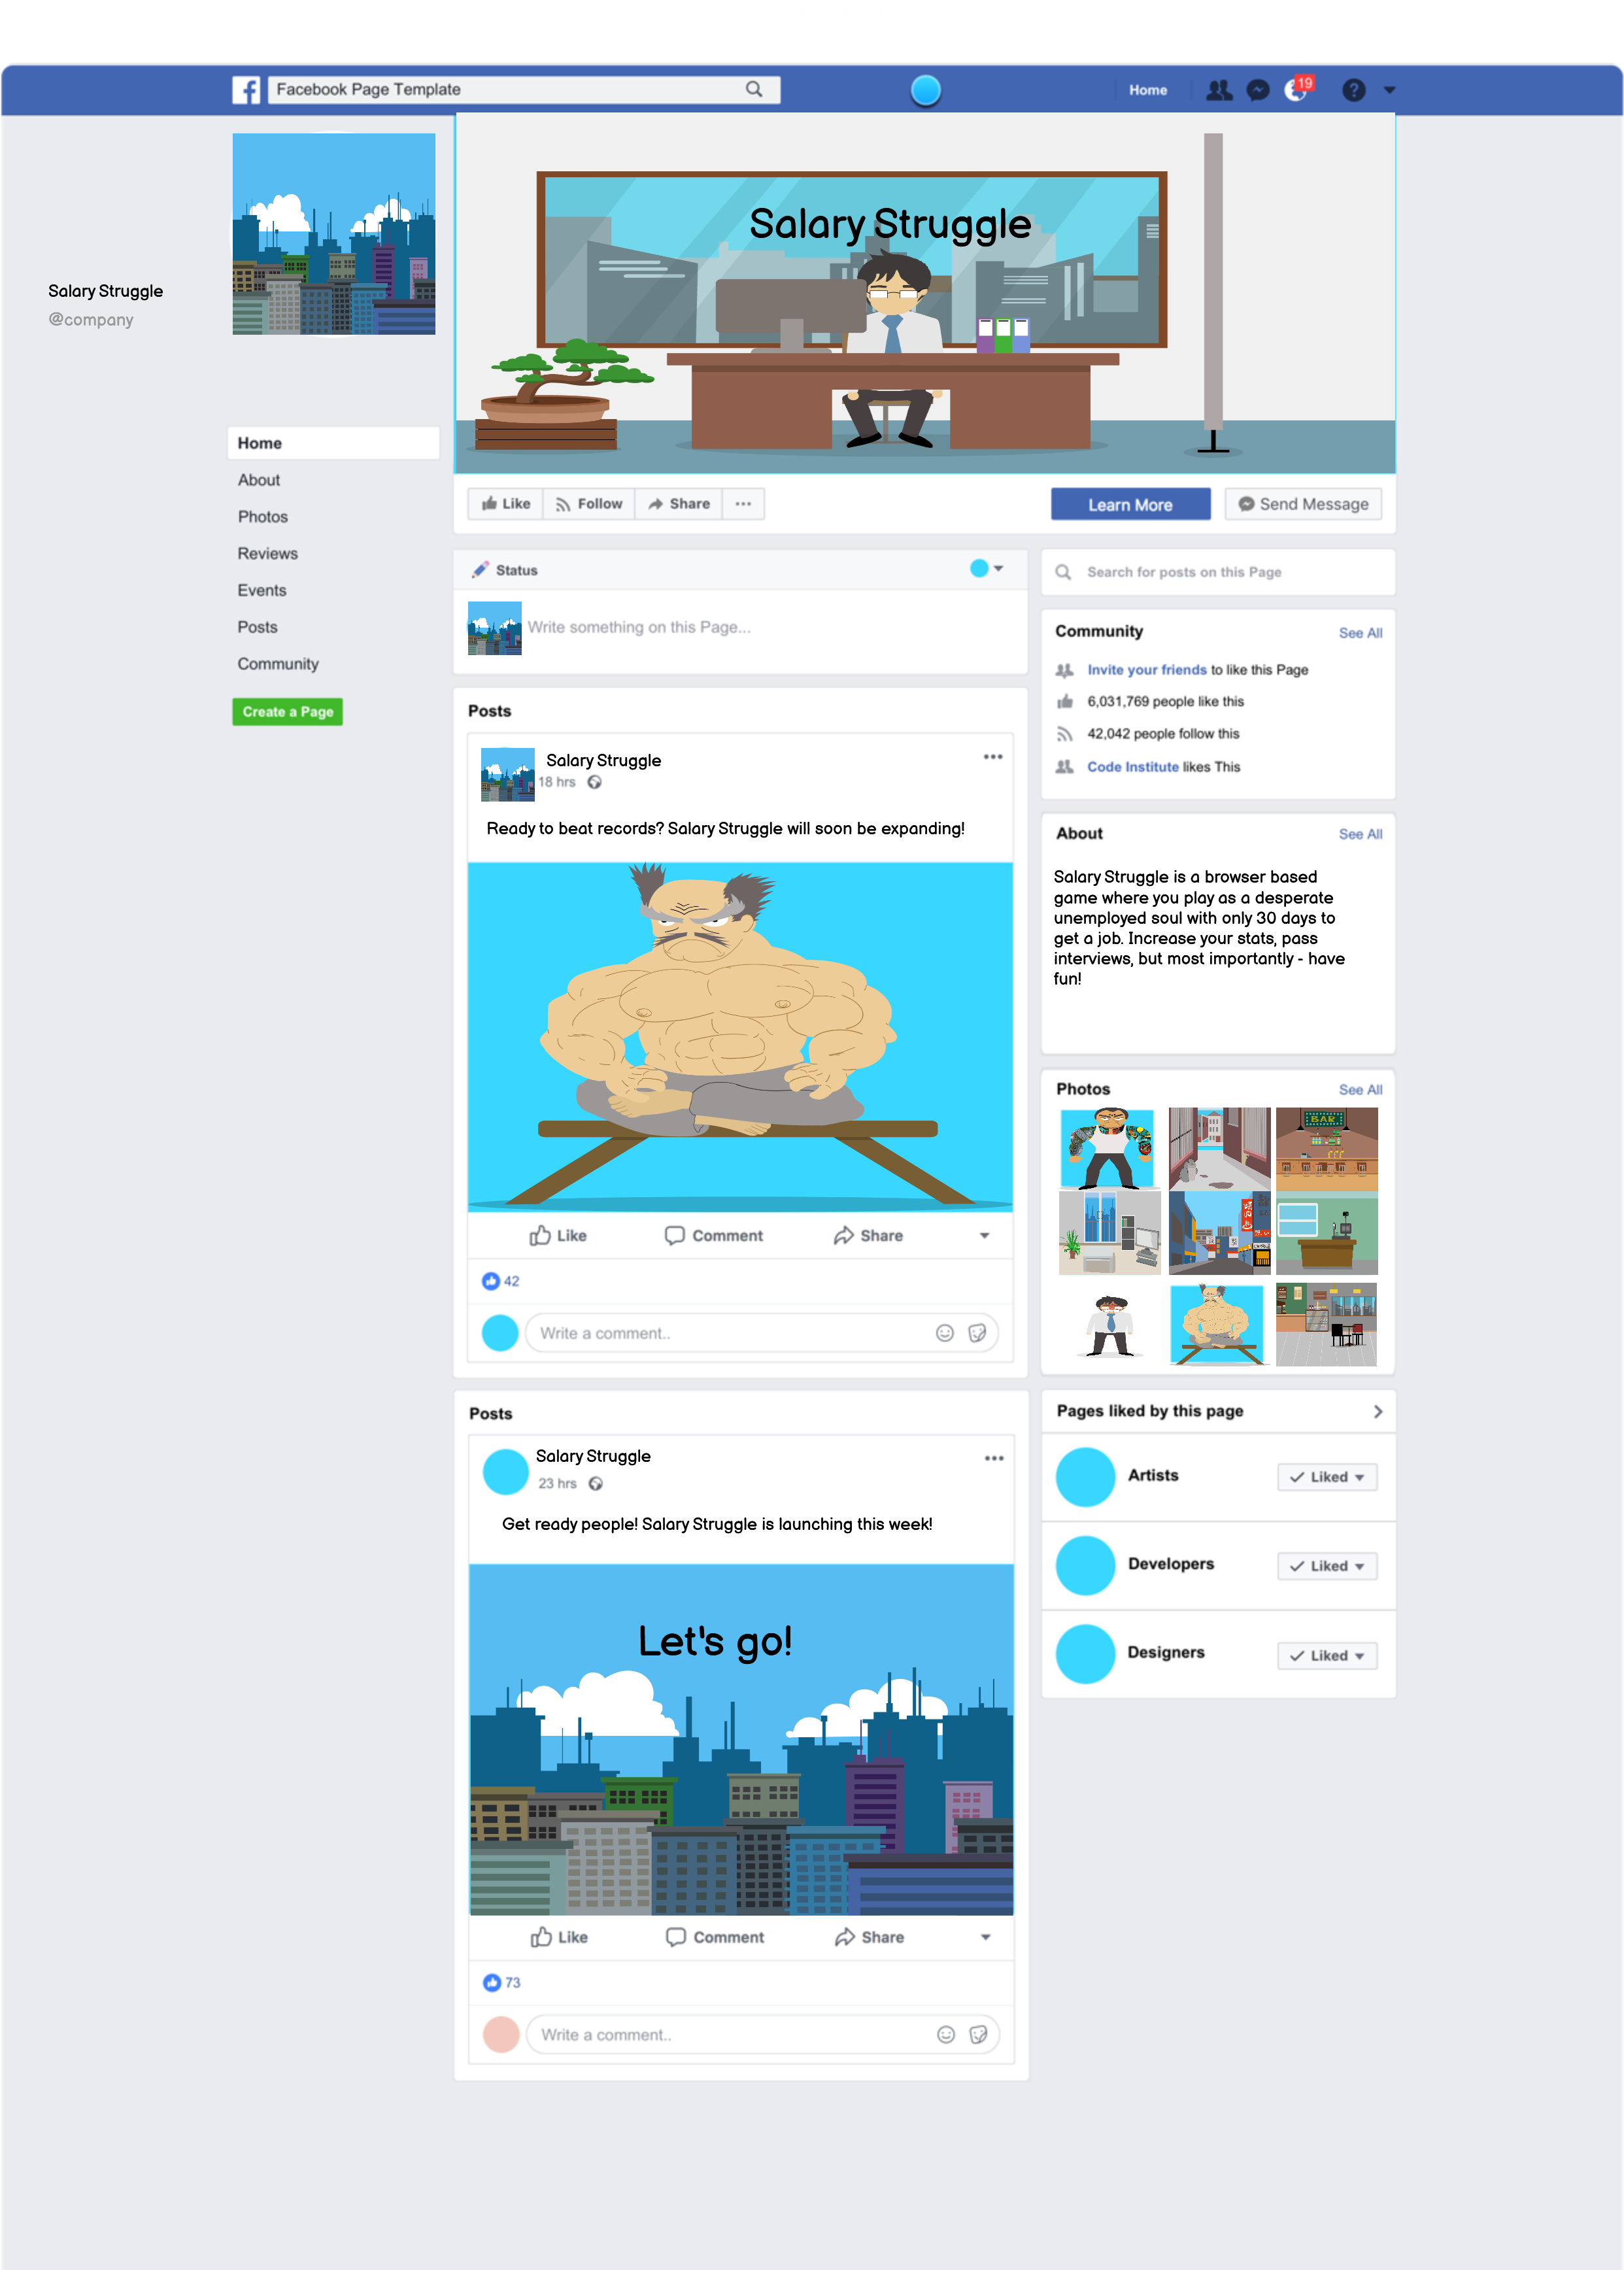 Facebook Page Template
Home
19
?
Salary Struggle
@company
Salary Struggle
Home
About
Photos
Reviews
Events
Posts
Community
Create a Page
Like
Follow
Share
Learn More
Send Message
Status
Write something on this Page...
Posts
Salary Struggle
18 hrs
Ready to beat records? Salary Struggle will soon be expanding!
Like
Comment
Share
42
Write a comment..
Posts
Salary Struggle
23 hrs
Get ready people! Salary Struggle is launching this week!
Let's go!
Like
Comment
Share
73
Write a comment..
Search for posts on this Page
Community
See All
Invite your friends to like this Page
6,031,769 people like this
42,042 people follow this
Code Institute likes This
About
See All
Salary Struggle is a browser based
game where you play as a desperate
unemployed soul with only 30 days to
get a job. Increase your stats, pass
interviews, but most importantly - have
fun!
Photos
See All
BAR
Pages liked by this page
Artists
Liked
Developers
Liked
Designers
Liked